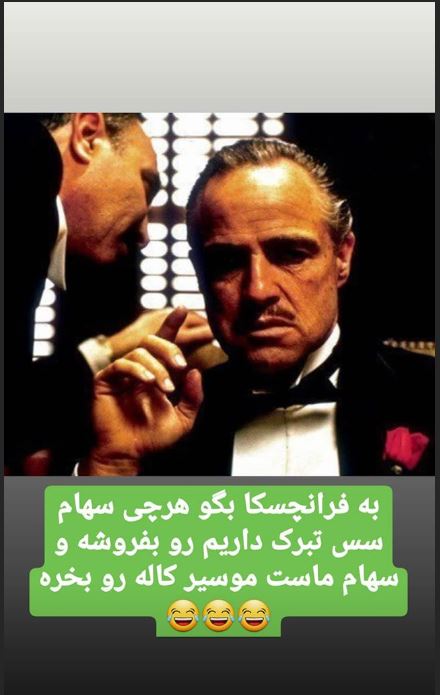 به فرانچسکا بگو هرچی سهام
سس تبرک داریم رو بفروشه و
سهام ماست موسیر کاله رو بخره
😂😂😂